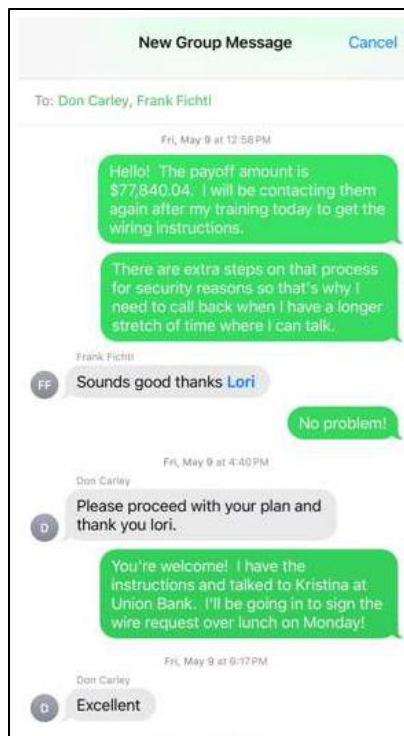 New Group Message
Cancel
To: Don Carley, Frank Fichtl
Fri, May 9 at 12:56 PM
Hello!  The payoff amount is
$77,840.04.  I will be contacting them
again after my training today to get the
wiring instructions.
There are extra steps on that process
for security reasons so that's why I
need to call back when I have a longer
stretch of time where I can talk.
Frank Fichtl
FF
Sounds good thanks Lori
No problem!
Fri, May 9 at 4:40 PM
Don Carley
Please proceed with your plan and
thank you lori.
D
You're welcome!  I have the
instructions and talked to Kristina at
Union Bank.  I'll be going in to sign the
wire request over lunch on Monday!
Fri, May 9 at 6:17 PM
Don Carley
D
Excellent